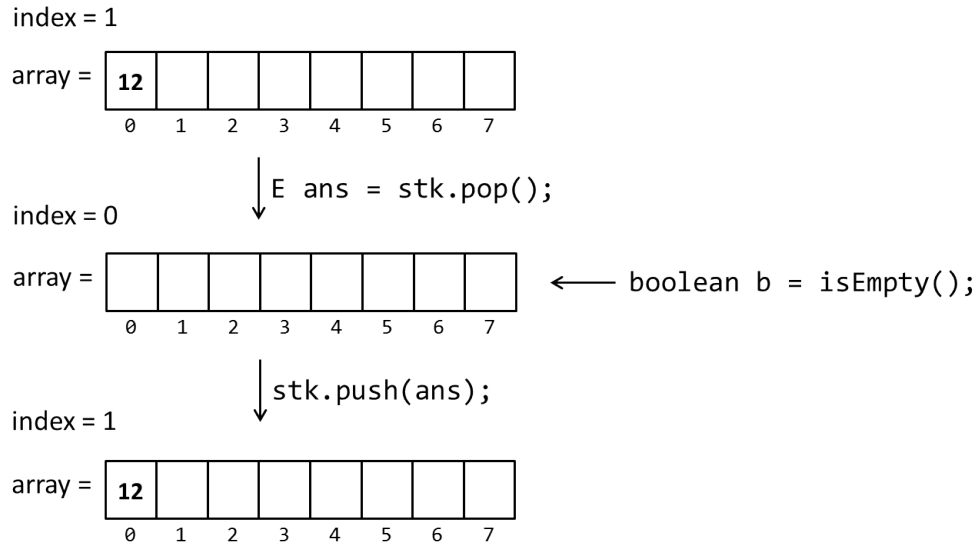 index = 1
array = 12
0 1 2 3 4 5 6 7
E ans = stk.pop();
index = 0
array =
boolean b = isEmpty();
0 1 2 3 4 5 6 7
stk.push(ans);
index = 1
array = 12
0 1 2 3 4 5 6 7